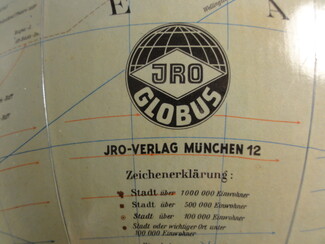 E A
JRO
GLOBUS
JRO-VERLAG MÜNCHEN 12
Zeichenerklärung:
Stadt über 1 000 000 Einwohner
Stadt über 500 000 Einwohner
Stadt über 100 000 Einwohner
Stadt oder wichtiger Ort unter
100 000 Einwohner